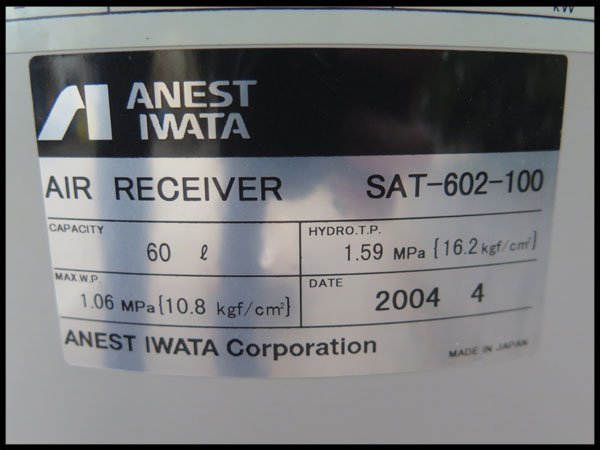 kW
ANEST
IWATA
AIR RECEIVER SAT-602-100
CAPACITY
60 ℓ
HYDRO.T.P.
1.59 MPa {16.2 kgf/cm²}
MAX.W.P.
1.06 MPa {10.8 kgf/cm²}
DATE
2004 4
ANEST IWATA Corporation
MADE IN JAPAN